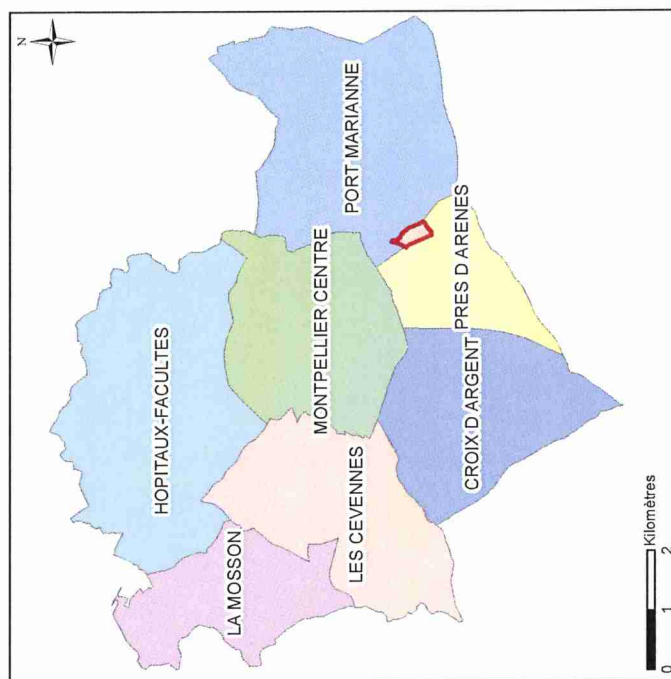 N
HOPITAUX-FACULTES
LA MOSSON
MONTPELLIER CENTRE
PORT MARIANNE
LES CEVENNES
CROIX D ARGENT
PRES D ARENES
0 1 2
Kilomètres